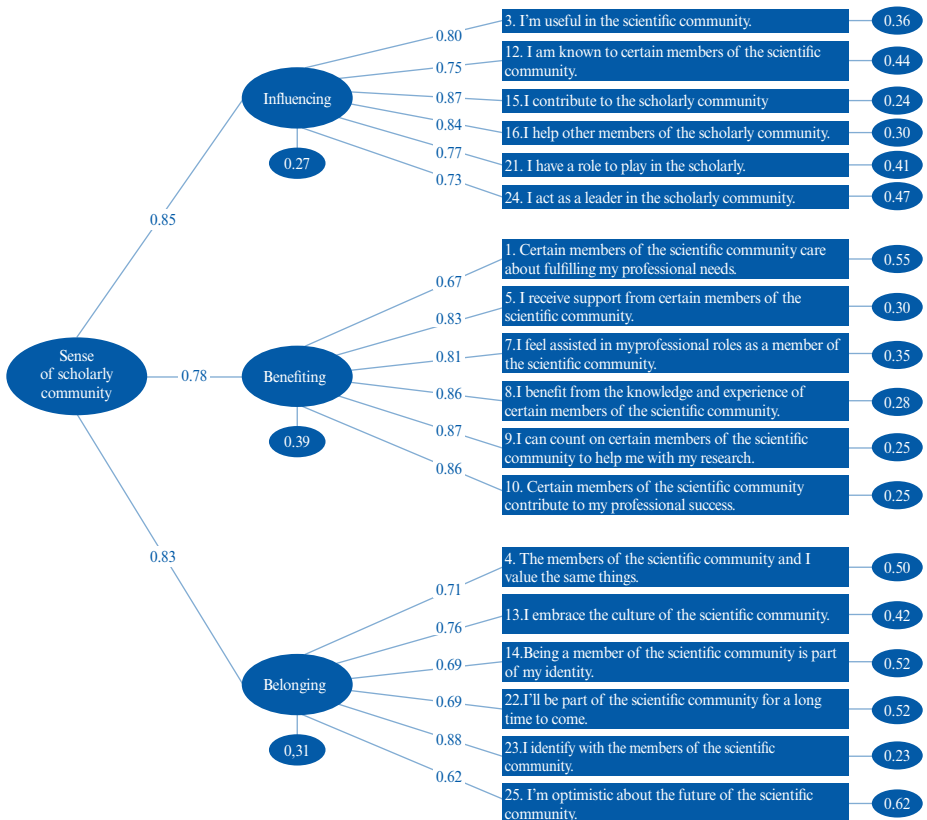 Sense
of scholarly
community
0.85
0.78
0.83
Influencing
0.27
0.80
0.75
0.87
0.84
0.77
0.73
3. I'm useful in the scientific community.
0.36
12. I am known to certain members of the scientific
community.
0.44
15.I contribute to the scholarly community
0.24
16.I help other members of the scholarly community.
0.30
21. I have a role to play in the scholarly.
0.41
24. I act as a leader in the scholarly community.
0.47
Benefiting
0.39
0.67
0.83
0.81
0.86
0.87
0.86
1. Certain members of the scientific community care
about fulfilling my professional needs.
0.55
5. I receive support from certain members of the
scientific community.
0.30
7.I feel assisted in myprofessional roles as a member of
the scientific community.
0.35
8.I benefit from the knowledge and experience of
certain members of the scientific community.
0.28
9.I can count on certain members of the scientific
community to help me with my research.
0.25
10. Certain members of the scientific community
contribute to my professional success.
0.25
Belonging
0,31
0.71
0.76
0.69
0.69
0.88
0.62
4. The members of the scientific community and I
value the same things.
0.50
13.I embrace the culture of the scientific community.
0.42
14.Being a member of the scientific community is part
of my identity.
0.52
22.I'll be part of the scientific community for a long
time to come.
0.52
23.I identify with the members of the scientific
community.
0.23
25. I'm optimistic about the future of the scientific
community.
0.62